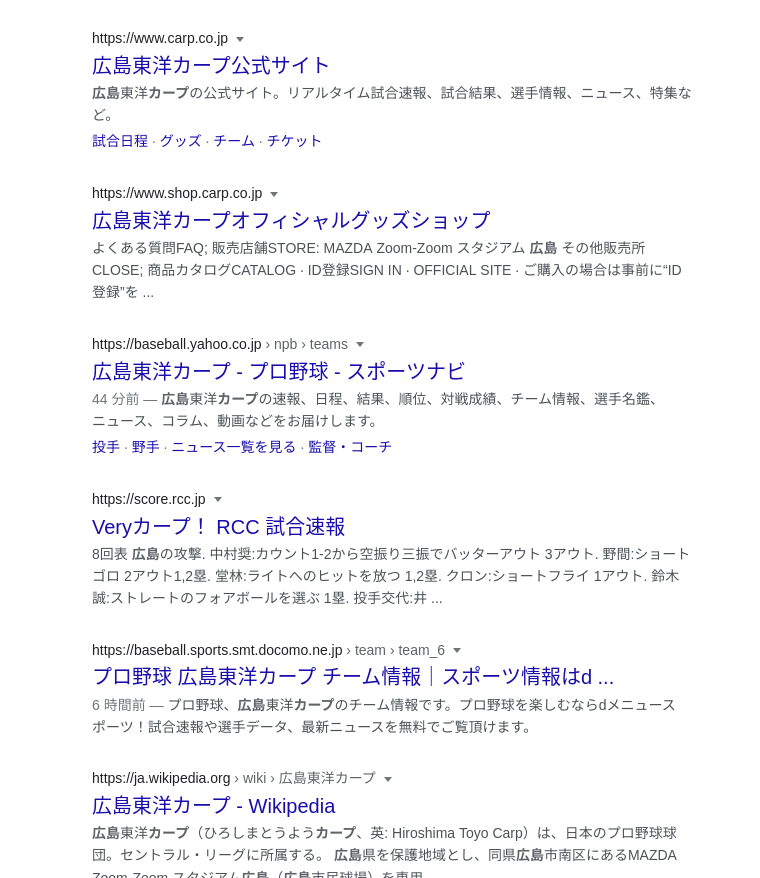 https://www.carp.co.jp
広島東洋カープ公式サイト
広島東洋カープの公式サイト。リアルタイム試合速報、試合結果、選手情報、ニュース、特集な
ど。
試合日程 · グッズ · チーム · チケット
https://www.shop.carp.co.jp
広島東洋カープオフィシャルグッズショップ
よくある質問FAQ; 販売店舗STORE: MAZDA Zoom-Zoom スタジアム 広島 その他販売所
CLOSE; 商品カタログCATALOG · ID登録SIGN IN · OFFICIAL SITE · ご購入の場合は事前に“ID
登録”を ...
https://baseball.yahoo.co.jp › npb › teams
広島東洋カープ - プロ野球 - スポーツナビ
44 分前 — 広島東洋カープの速報、日程、結果、順位、対戦成績、チーム情報、選手名鑑、
ニュース、コラム、動画などをお届けします。
投手 · 野手 · ニュース一覧を見る · 監督・コーチ
https://score.rcc.jp
Veryカープ！ RCC 試合速報
8回表 広島の攻撃. 中村奨:カウント1-2から空振り三振でバッターアウト 3アウト. 野間:ショート
ゴロ 2アウト1,2塁. 堂林:ライトへのヒットを放つ 1,2塁. クロン:ショートフライ 1アウト. 鈴木
誠:ストレートのフォアボールを選ぶ 1塁. 投手交代:井 ...
https://baseball.sports.smt.docomo.ne.jp › team › team_6
プロ野球 広島東洋カープ チーム情報｜スポーツ情報はd ...
6 時間前 — プロ野球、広島東洋カープのチーム情報です。プロ野球を楽しむならdメニュース
ポーツ！試合速報や選手データ、最新ニュースを無料でご覧頂けます。
https://ja.wikipedia.org › wiki › 広島東洋カープ
広島東洋カープ - Wikipedia
広島東洋カープ（ひろしまとうようカープ、英: Hiroshima Toyo Carp）は、日本のプロ野球球
団。セントラル・リーグに所属する。 広島県を保護地域とし、同県広島市南区にあるMAZDA
Zoom-Zoom スタジアム広島（広島市民球場）を専用